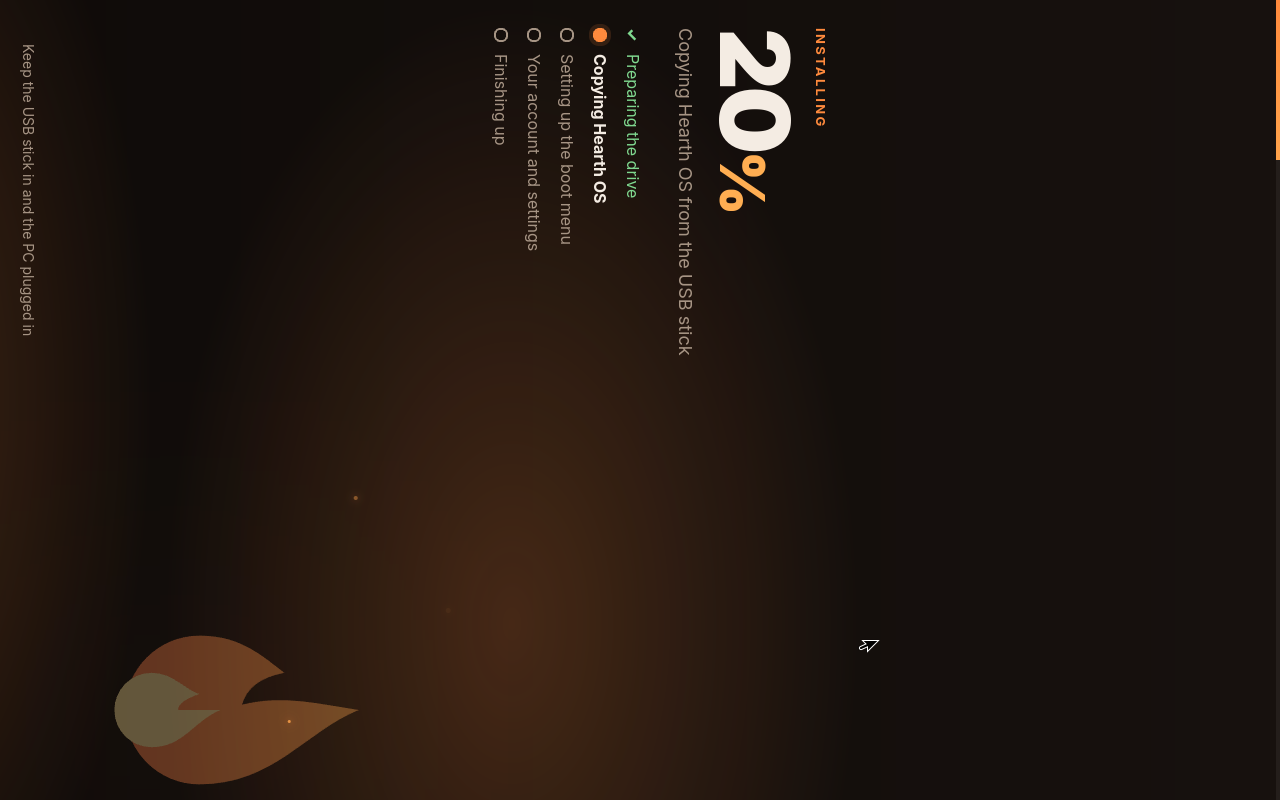 INSTALLING
20%
Copying Hearth OS from the USB stick
Preparing the drive
Copying Hearth OS
Setting up the boot menu
Your account and settings
Finishing up
Keep the USB stick in and the PC plugged in